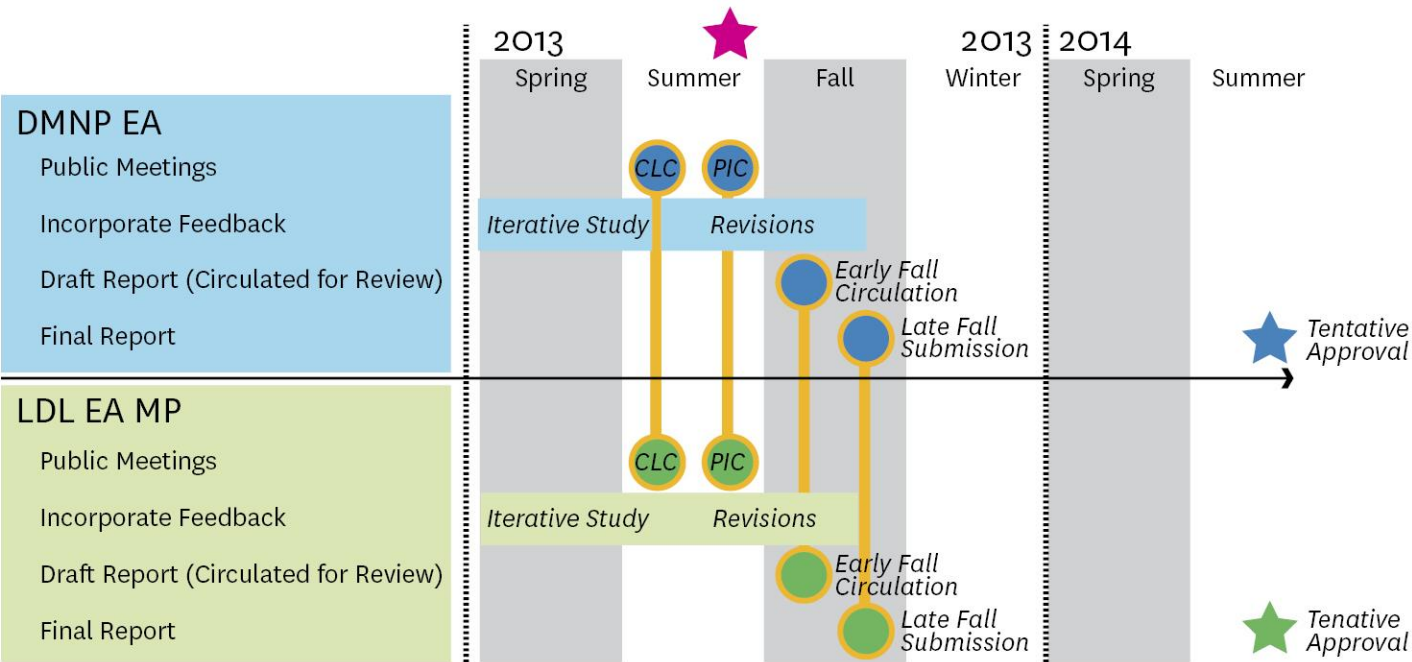 2013
2013
2014
Spring
Summer
Fall
Winter
Spring
Summer
DMNP EA
Public Meetings
CLC
PIC
Incorporate Feedback
Iterative Study
Revisions
Draft Report (Circulated for Review)
Early Fall
Circulation
Final Report
Late Fall
Submission
Tentative
Approval
LDL EA MP
Public Meetings
CLC
PIC
Incorporate Feedback
Iterative Study
Revisions
Draft Report (Circulated for Review)
Early Fall
Circulation
Final Report
Late Fall
Submission
Tenative
Approval